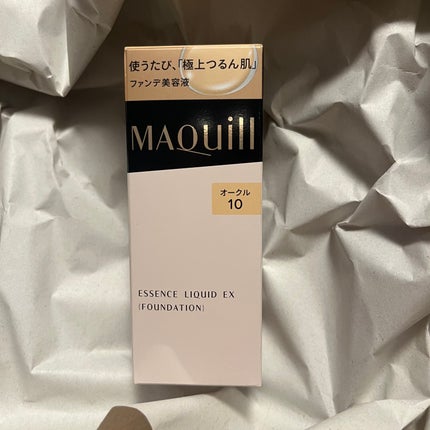 使うたび、「極上つるん肌」
ファンデ美容液
MAQuill
オークル
10
ESSENCE LIQUID EX
(FOUNDATION)